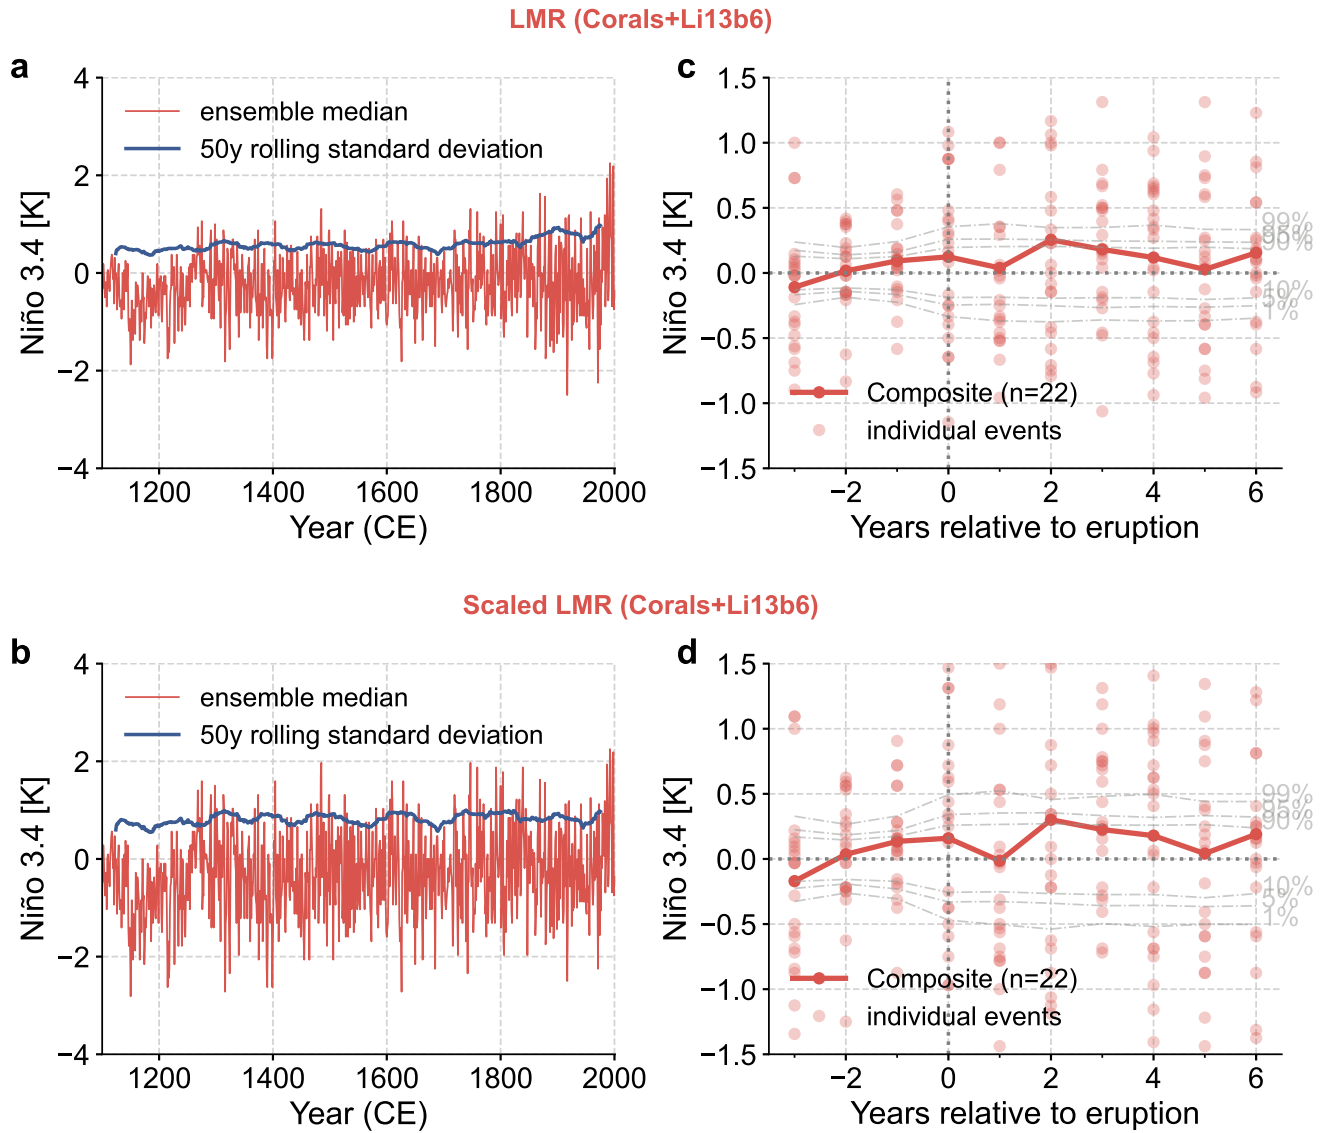 LMR (Corals+Li13b6)
a
4
2
0
−2
−4
Niño 3.4 [K]
ensemble median
50y rolling standard deviation
1200 1400 1600 1800 2000
Year (CE)
c
1.5
1.0
0.5
0.0
−0.5
−1.0
−1.5
Niño 3.4 [K]
99%
95%
90%
10%
5%
1%
Composite (n=22)
individual events
−2 0 2 4 6
Years relative to eruption
Scaled LMR (Corals+Li13b6)
b
4
2
0
−2
−4
Niño 3.4 [K]
ensemble median
50y rolling standard deviation
1200 1400 1600 1800 2000
Year (CE)
d
1.5
1.0
0.5
0.0
−0.5
−1.0
−1.5
Niño 3.4 [K]
99%
95%
90%
10%
5%
1%
Composite (n=22)
individual events
−2 0 2 4 6
Years relative to eruption